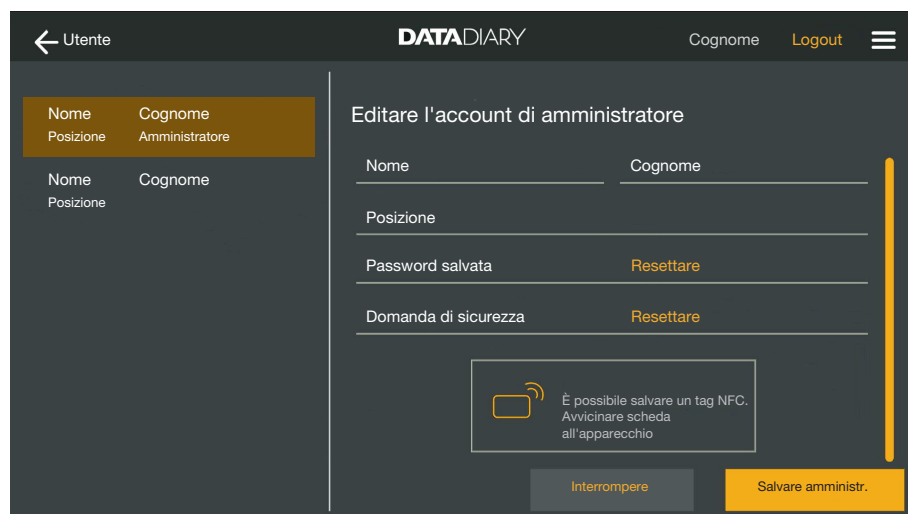 Utente
DATADIARY
Cognome Logout
Nome Cognome
Posizione Amministratore
Nome Cognome
Posizione
Editare l'account di amministratore
Nome Cognome
Posizione
Password salvata Resettare
Domanda di sicurezza Resettare
È possibile salvare un tag NFC.
Avvicinare scheda
all'apparecchio
Interrompere Salvare amministr.